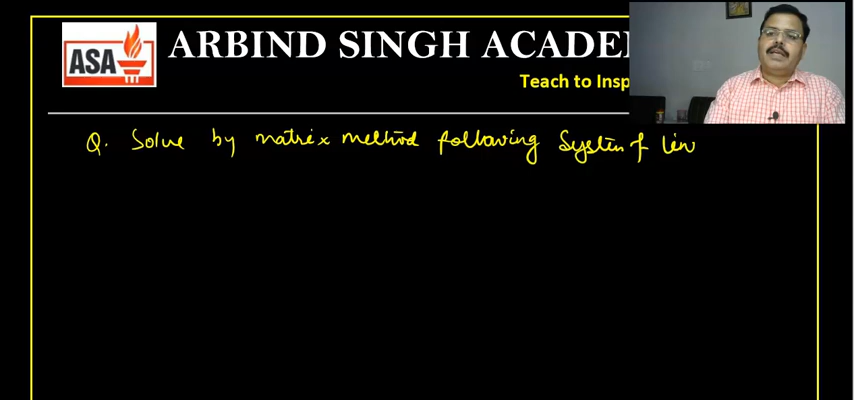 ASA
ARBIND SINGH ACADE
Teach to Insp
Q. Solve by matrix method following System of lin